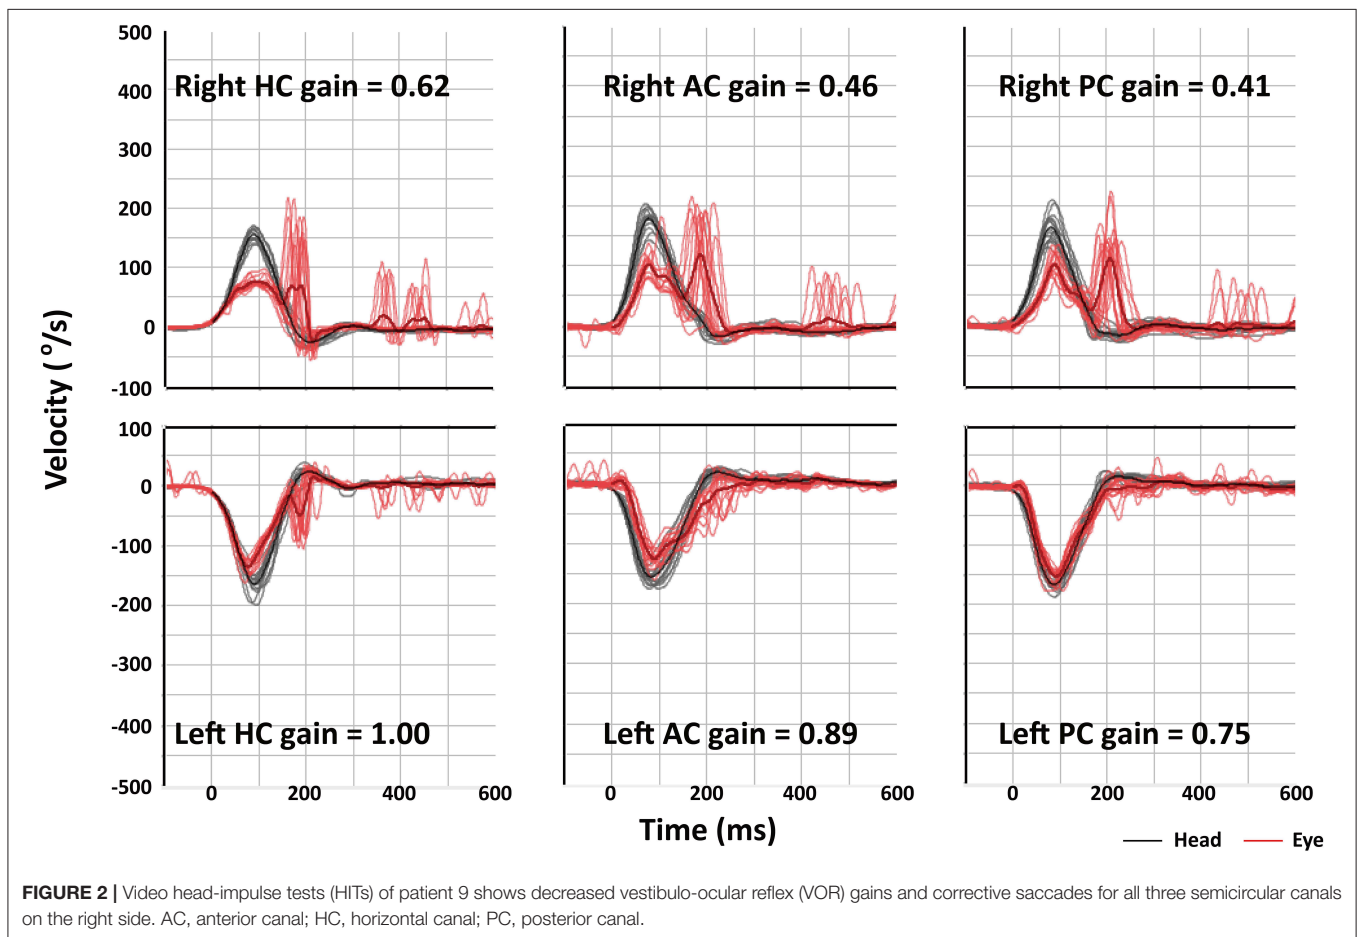 500
400
300
200
100
0
-100
Right HC gain = 0.62
Right AC gain = 0.46
Right PC gain = 0.41
Velocity (°/s)
100
0
-100
-200
-300
-400
-500
Left HC gain = 1.00
Left AC gain = 0.89
Left PC gain = 0.75
0 200 400 600
0 200 400 600
0 200 400 600
Time (ms)
Head Eye
FIGURE 2 | Video head-impulse tests (HITs) of patient 9 shows decreased vestibulo-ocular reflex (VOR) gains and corrective saccades for all three semicircular canals
on the right side. AC, anterior canal; HC, horizontal canal; PC, posterior canal.